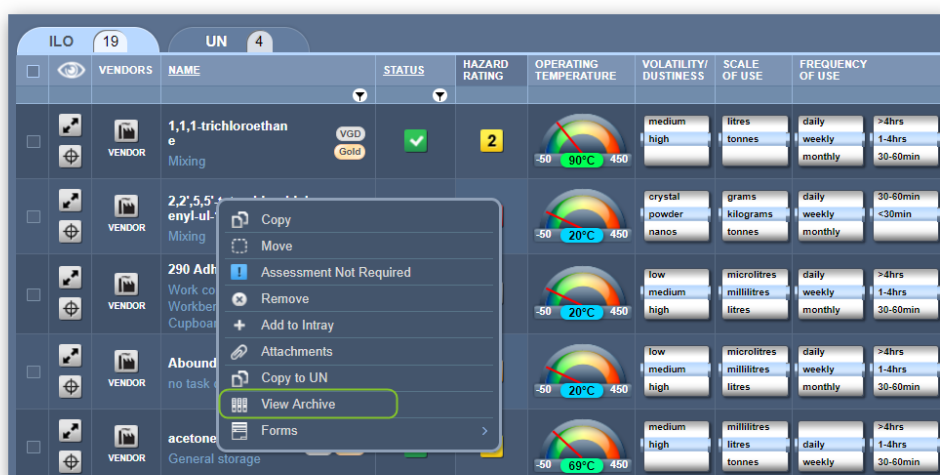 ILO 19 UN 4
VENDORS NAME STATUS HAZARD RATING OPERATING TEMPERATURE VOLATILITY/ DUSTINESS SCALE OF USE FREQUENCY OF USE
VENDOR
1,1,1-trichloroethan
e
Mixing
VGD
Gold
2
-50 90°C 450
medium
high
litres
tonnes
daily
weekly
monthly
>4hrs
1-4hrs
30-60min
VENDOR
enyl-ul-
Mixing
-50 20°C 450
crystal
powder
nanos
grams
kilograms
tonnes
daily
weekly
monthly
30-60min
<30min
VENDOR
290 Adh
Work co
Workben
Cupboar
-50 20°C 450
low
medium
high
microlitres
millilitres
litres
daily
weekly
monthly
>4hrs
1-4hrs
30-60min
VENDOR
Abound
no task
-50 20°C 450
low
medium
high
microlitres
millilitres
litres
daily
weekly
monthly
>4hrs
1-4hrs
30-60min
VENDOR
acetone
General storage
-50 69°C 450
medium
high
millilitres
litres
tonnes
daily
weekly
>4hrs
1-4hrs
30-60min
Copy
Move
Assessment Not Required
Remove
Add to Intray
Attachments
Copy to UN
View Archive
Forms